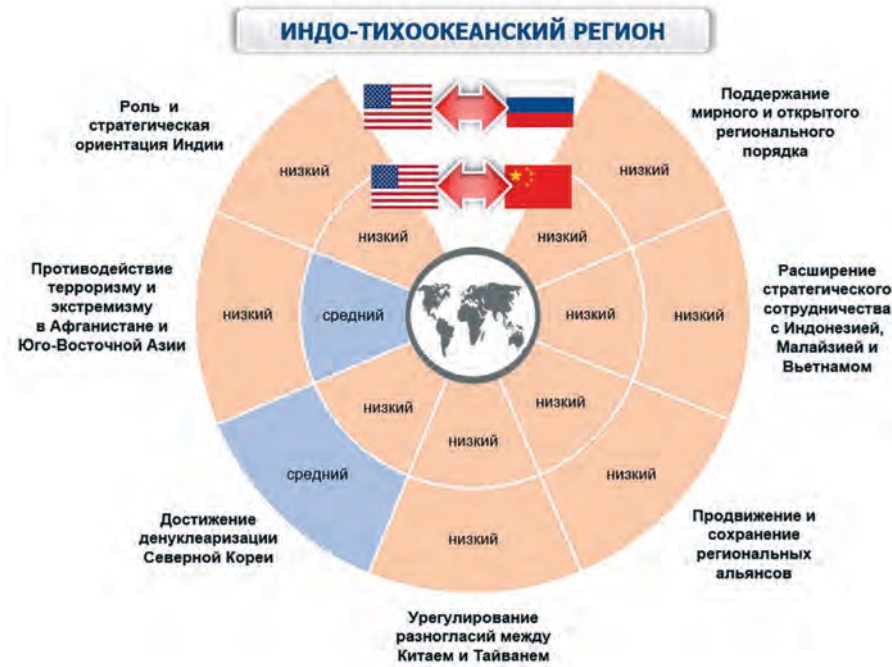 ИНДО-ТИХООКЕАНСКИЙ РЕГИОН
Роль и
стратегическая
ориентация Индии
Поддержание
мирного и открытого
регионального
порядка
низкий
низкий
низкий
низкий
Противодействие
терроризму и
экстремизму
в Афганистане и
Юго-Восточной Азии
низкий
средний
низкий
низкий
Расширение
стратегического
сотрудничества
с Индонезией,
Малайзией и
Вьетнамом
низкий
низкий
низкий
средний
низкий
низкий
Достижение
денуклеаризации
Северной Кореи
Продвижение и
сохранение
региональных
альянсов
Урегулирование
разногласий между
Китаем и Тайванем